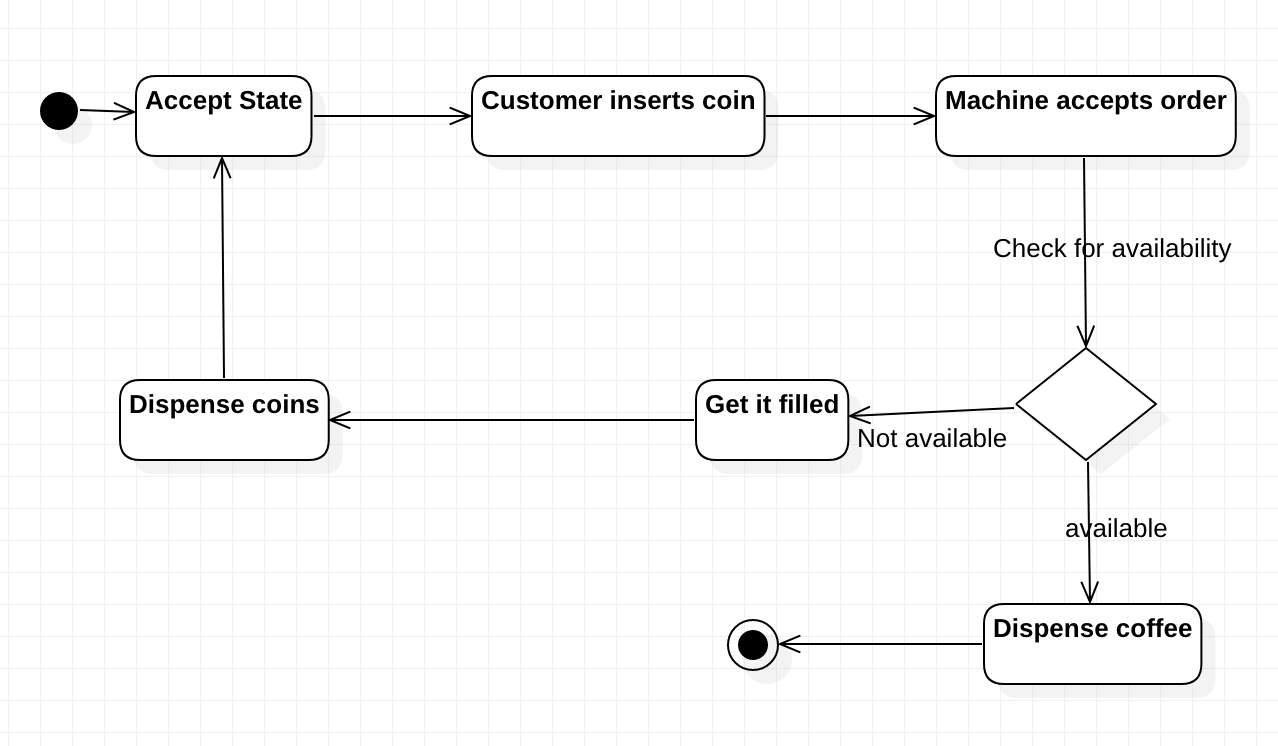 Accept State
Customer inserts coin
Machine accepts order
Check for availability
Dispense coins
Get it filled
Not available
available
Dispense coffee